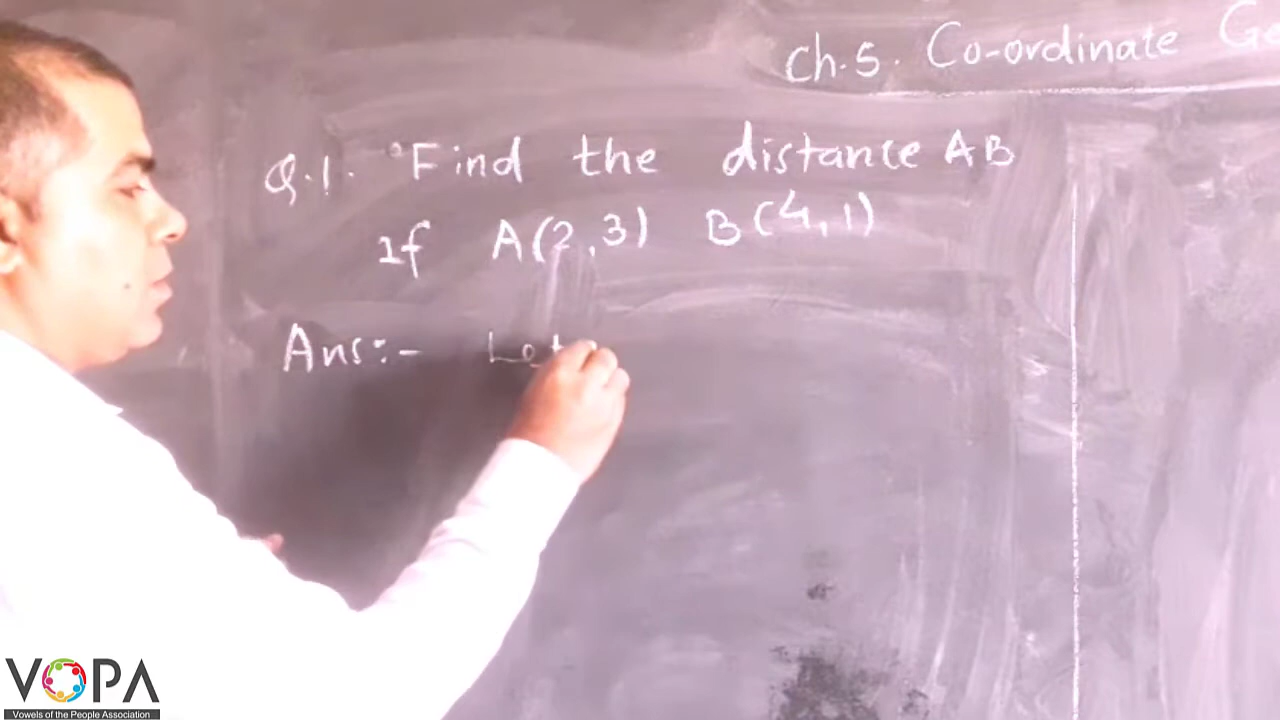 Ch.5. Co-ordinate
Q.1. Find the distance AB
If A(2,3) B(4,1)
Ans:- Let
VOPA
Vowels of the People Association